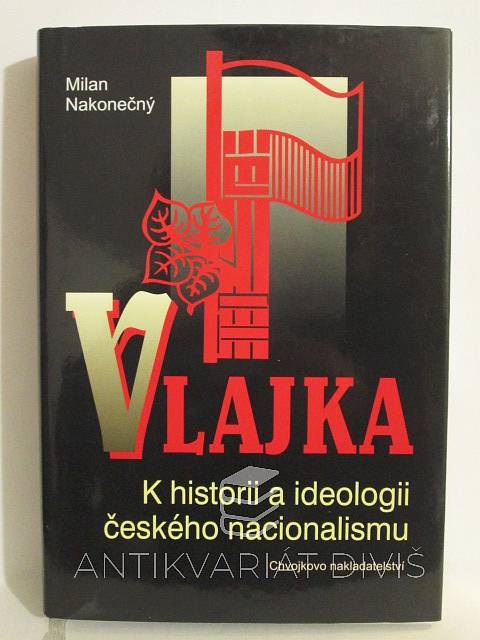 Milan
Nakonečný
VLAJKA
K historii a ideologii
českého nacionalismu
Chvojkovo nakladatelství
ANTIKVARIÁT DIVIŠ